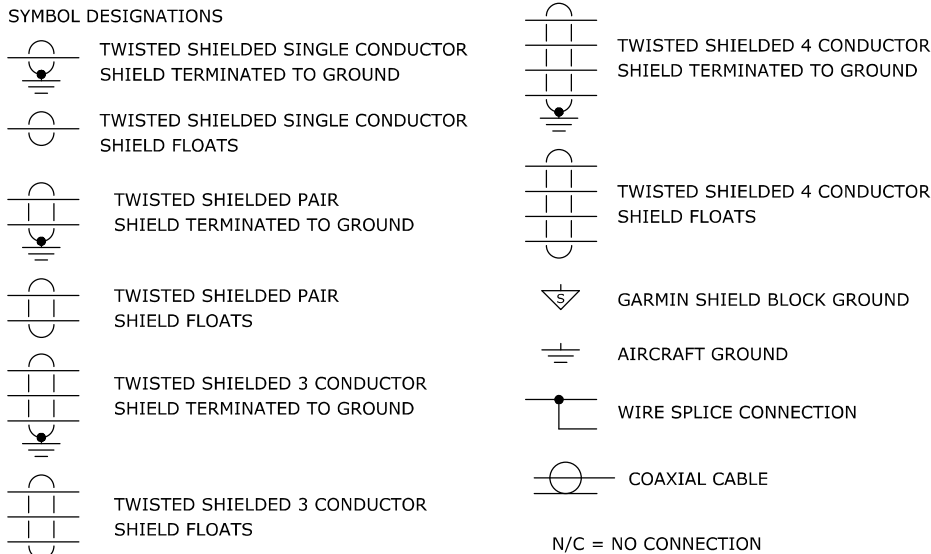 SYMBOL DESIGNATIONS
TWISTED SHIELDED SINGLE CONDUCTOR
SHIELD TERMINATED TO GROUND
TWISTED SHIELDED SINGLE CONDUCTOR
SHIELD FLOATS
TWISTED SHIELDED PAIR
SHIELD TERMINATED TO GROUND
TWISTED SHIELDED PAIR
SHIELD FLOATS
TWISTED SHIELDED 3 CONDUCTOR
SHIELD TERMINATED TO GROUND
TWISTED SHIELDED 3 CONDUCTOR
SHIELD FLOATS
TWISTED SHIELDED 4 CONDUCTOR
SHIELD TERMINATED TO GROUND
TWISTED SHIELDED 4 CONDUCTOR
SHIELD FLOATS
S
GARMIN SHIELD BLOCK GROUND
AIRCRAFT GROUND
WIRE SPLICE CONNECTION
COAXIAL CABLE
N/C = NO CONNECTION